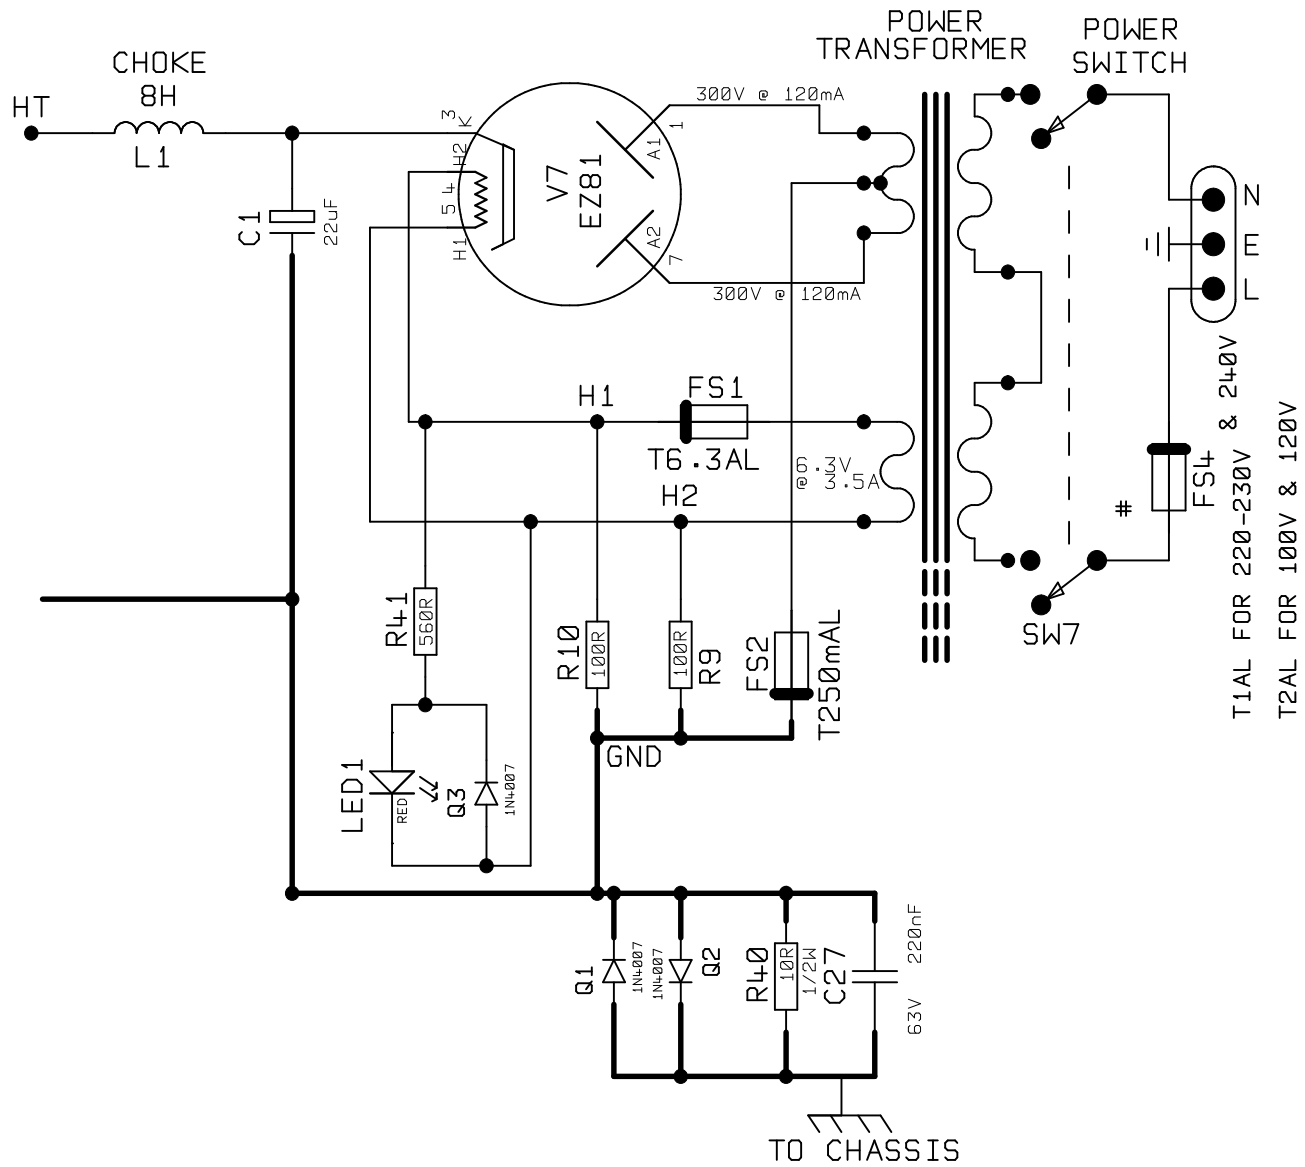 POWER
TRANSFORMER
POWER
SWITCH
CHOKE
8H
HT
L1
300V @ 120mA
3
K
H2
4
5
H1
V7
EZ81
A1
1
A2
7
300V @ 120mA
C1
22uF
N
E
L
H1
FS1
T6.3AL
6.3V
@ 3.5A
H2
#
FS4
T1AL FOR 220-230V & 240V
T2AL FOR 100V & 120V
SW7
R41
560R
R10
100R
100R
R9
FS2
T250mAL
GND
LED1
RED
Q3
1N4007
Q1
1N4007
1N4007
Q2
R40
10R
1/2W
C27
220nF
63V
TO CHASSIS